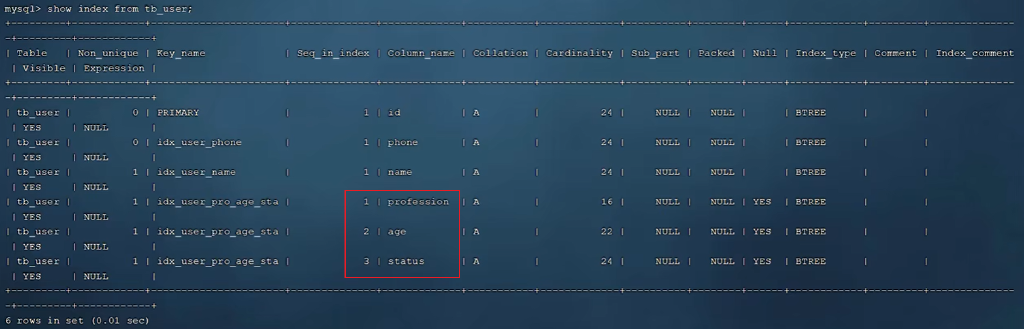 mysql> show index from tb_user;
+---------+------------+----------------------+--------------+-------------+-----------+-------------+----------+--------+------+------------+---------+---------------
-+---------+------------+
| Table | Non_unique | Key_name | Seq_in_index | Column_name | Collation | Cardinality | Sub_part | Packed | Null | Index_type | Comment | Index_comment
| Visible | Expression |
+---------+------------+----------------------+--------------+-------------+-----------+-------------+----------+--------+------+------------+---------+---------------
-+---------+------------+
| tb_user | 0 | PRIMARY | 1 | id | A | 24 | NULL | NULL | | BTREE | |
| YES | NULL |
| tb_user | 0 | idx_user_phone | 1 | phone | A | 24 | NULL | NULL | | BTREE | |
| YES | NULL |
| tb_user | 1 | idx_user_name | 1 | name | A | 24 | NULL | NULL | | BTREE | |
| YES | NULL |
| tb_user | 1 | idx_user_pro_age_sta | 1 | profession | A | 16 | NULL | NULL | YES | BTREE | |
| YES | NULL |
| tb_user | 1 | idx_user_pro_age_sta | 2 | age | A | 22 | NULL | NULL | YES | BTREE | |
| YES | NULL |
| tb_user | 1 | idx_user_pro_age_sta | 3 | status | A | 24 | NULL | NULL | YES | BTREE | |
| YES | NULL |
+---------+------------+----------------------+--------------+-------------+-----------+-------------+----------+--------+------+------------+---------+---------------
-+---------+------------+
6 rows in set (0.01 sec)